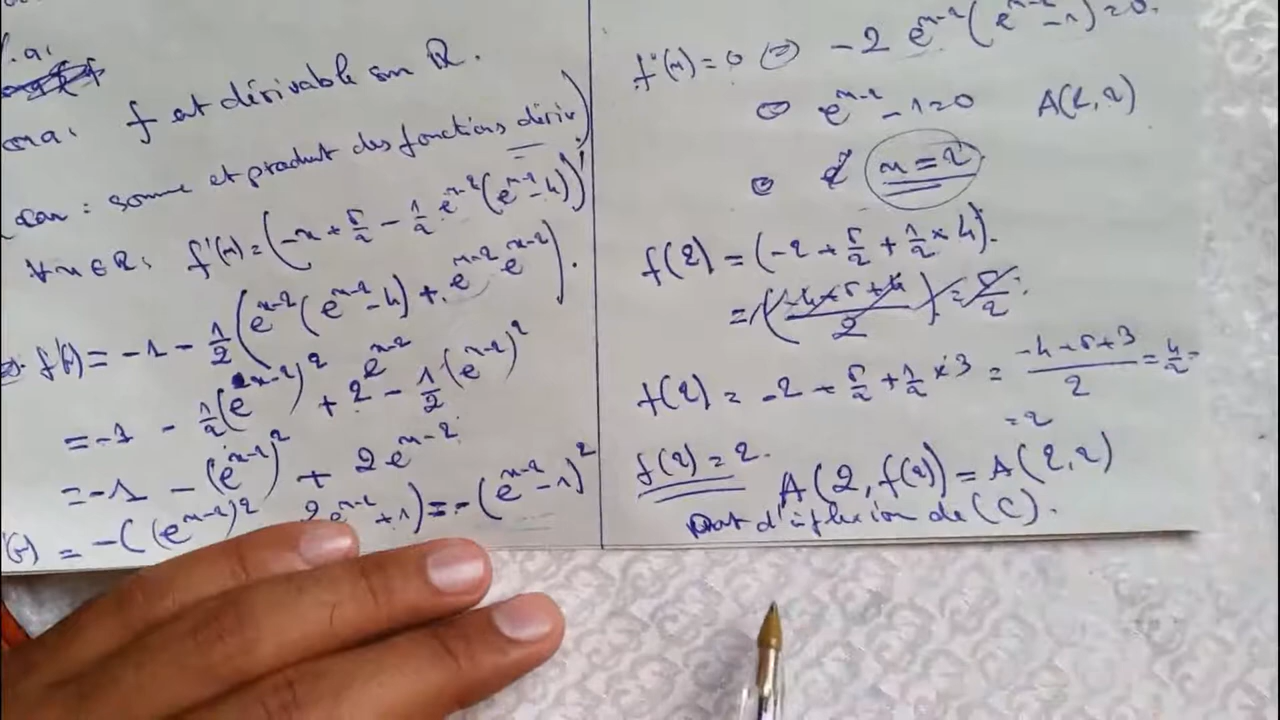 f est dérivable sur ℝ.
car : somme et produit des fonctions dériv)
∀x∈ℝ: f'(x) = (-x + 5/2 - 1/2 e^{x-2}(e^{x-2} - 4))'
f'(x) = -1 - 1/2 (e^{x-2}(e^{x-2} - 4) + e^{x-2} e^{x-2}).
= -1 - 1/2 (e^{x-2})^2 + 2e^{x-2} - 1/2 (e^{x-2})^2
= -1 - (e^{x-2})^2 + 2e^{x-2}
'(x) = -((e^{x-2})^2 2e^{x-2} + 1) = -(e^{x-2} - 1)^2
f''(x) = 0 ⇔ -2 e^{x-2}(e^{x-2} - 1) = 0.
⇔ e^{x-2} - 1 = 0 A(2,2)
⇔ x = 2
f(2) = (-2 + 5/2 + 1/2 × 4).
f(2) = -2 + 5/2 + 1/2 × 3 = (-4 + 5 + 3)/2 = 4/2 =
= 2
f(2) = 2.
A(2, f(2)) = A(2,2)
Point d'inflexion de (C).